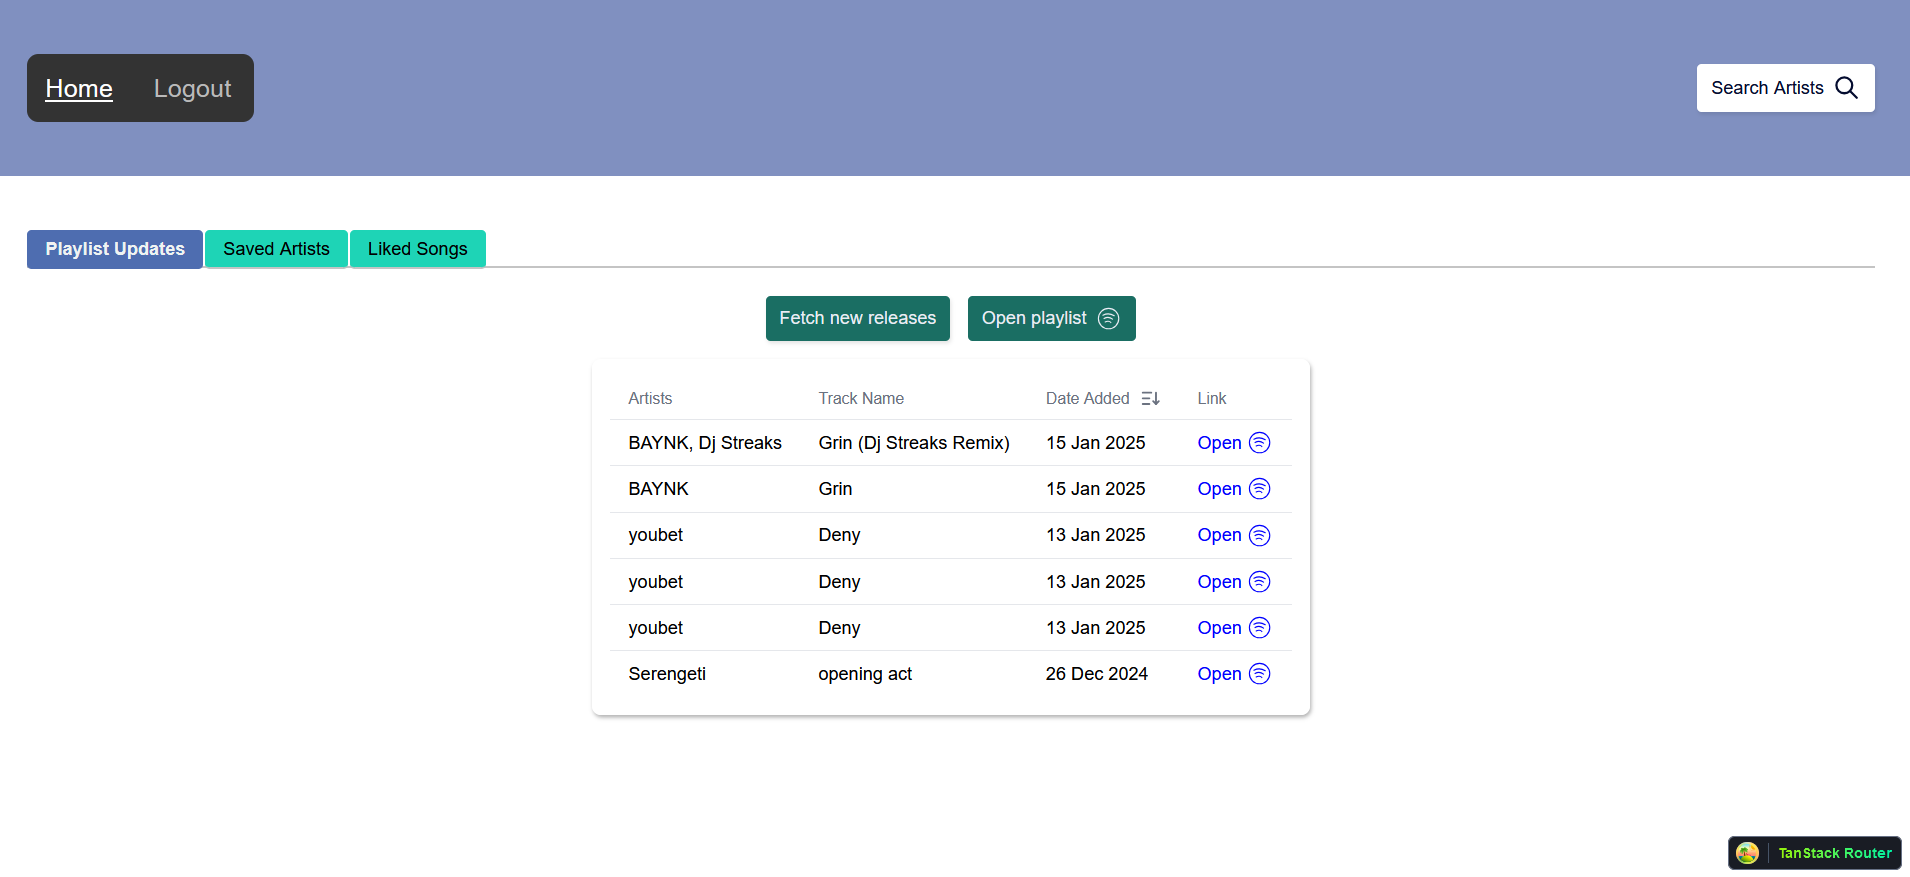 Home Logout Search Artists
Playlist Updates Saved Artists Liked Songs
Fetch new releases Open playlist
Artists Track Name Date Added Link
BAYNK, Dj Streaks Grin (Dj Streaks Remix) 15 Jan 2025 Open
BAYNK Grin 15 Jan 2025 Open
youbet Deny 13 Jan 2025 Open
youbet Deny 13 Jan 2025 Open
youbet Deny 13 Jan 2025 Open
Serengeti opening act 26 Dec 2024 Open
TanStack Router